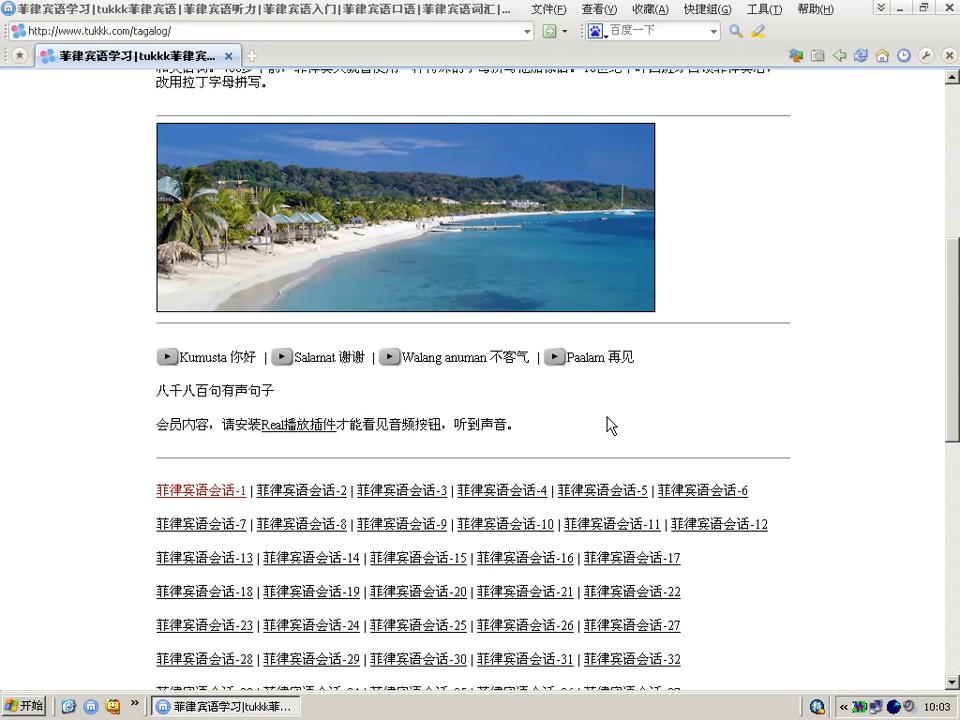 菲律宾语学习|tukkk菲律宾语|菲律宾语听力|菲律宾语入门|菲律宾语口语|菲律宾语词汇|... 文件(F) 查看(V) 收藏(A) 快捷组(G) 工具(T) 帮助(H)
http://www.tukkk.com/tagalog/ 百度一下
菲律宾语学习|tukkk菲律宾...
改用拉丁字母拼写。
Kumusta 你好 | Salamat 谢谢 | Walang anuman 不客气 | Paalam 再见
八千八百句有声句子
会员内容，请安装Real播放插件才能看见音频按钮，听到声音。
菲律宾语会话-1 | 菲律宾语会话-2 | 菲律宾语会话-3 | 菲律宾语会话-4 | 菲律宾语会话-5 | 菲律宾语会话-6
菲律宾语会话-7 | 菲律宾语会话-8 | 菲律宾语会话-9 | 菲律宾语会话-10 | 菲律宾语会话-11 | 菲律宾语会话-12
菲律宾语会话-13 | 菲律宾语会话-14 | 菲律宾语会话-15 | 菲律宾语会话-16 | 菲律宾语会话-17
菲律宾语会话-18 | 菲律宾语会话-19 | 菲律宾语会话-20 | 菲律宾语会话-21 | 菲律宾语会话-22
菲律宾语会话-23 | 菲律宾语会话-24 | 菲律宾语会话-25 | 菲律宾语会话-26 | 菲律宾语会话-27
菲律宾语会话-28 | 菲律宾语会话-29 | 菲律宾语会话-30 | 菲律宾语会话-31 | 菲律宾语会话-32
开始 » 菲律宾语学习|tukkk菲... « 10:03